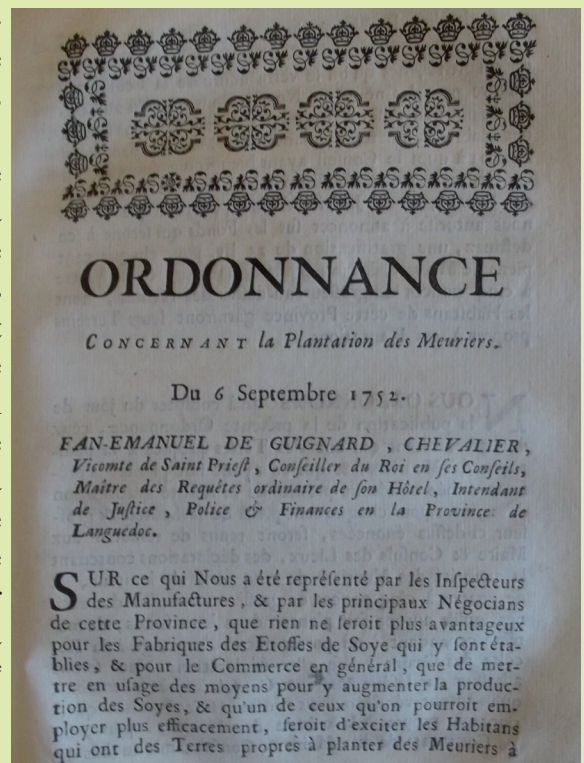 ORDONNANCE
CONCERNANT la Plantation des Meuriers.
Du 6 Septembre 1752.
FAN-EMANUEL DE GUIGNARD , CHEVALIER ,
Vicomte de Saint Prieſt , Conſeiller du Roi en ſes Conſeils,
Maître des Requêtes ordinaire de ſon Hôtel , Intendant
de Juſtice , Police & Finances en la Province de
Languedoc.
SUR ce qui Nous a été repréſenté par les Inſpecteurs
des Manufactures , & par les principaux Négocians
de cette Province , que rien ne ſeroit plus avantageux
pour les Fabriques des Etoffes de Soye qui y ſont éta-
blies , & pour le Commerce en général , que de met-
tre en uſage des moyens pour y augmenter la produc-
tion des Soyes, & qu'un de ceux qu'on pourroit em-
ployer plus efficacement , ſeroit d'exciter les Habitans
qui ont des Terres propres à planter des Meuriers à